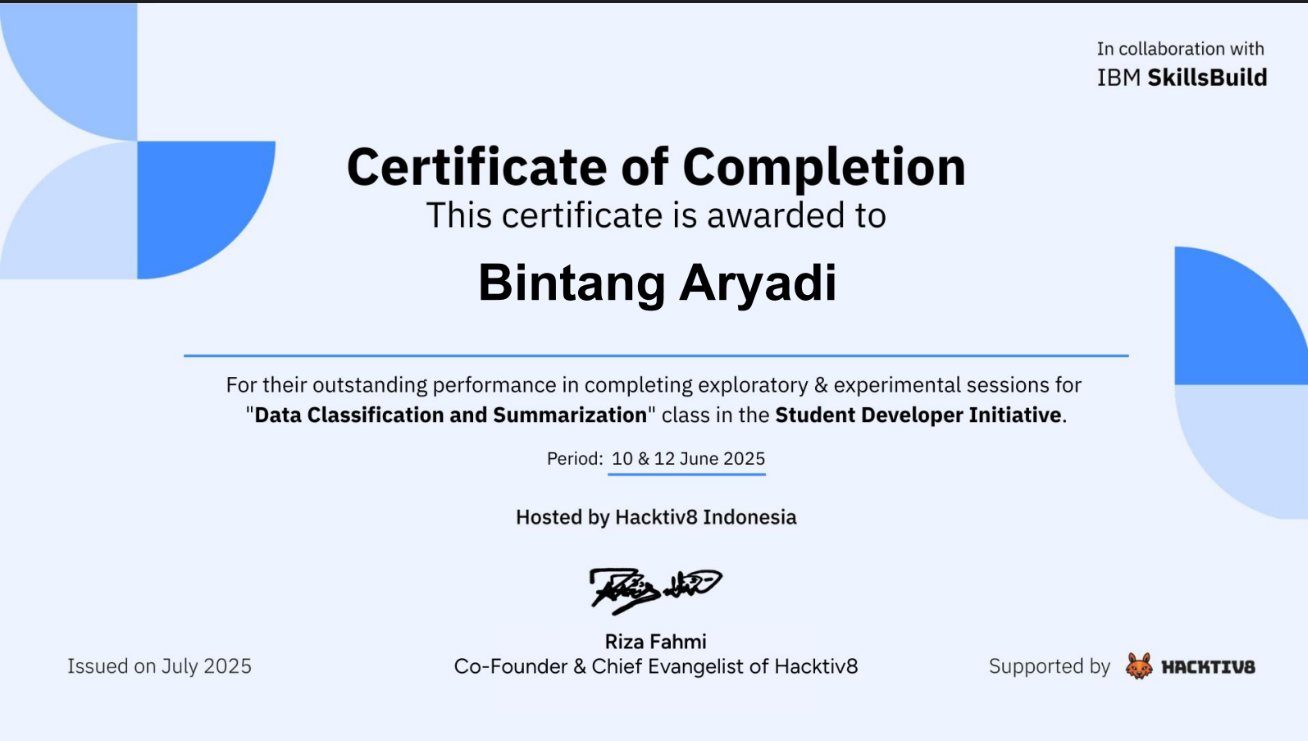 In collaboration with
IBM SkillsBuild
Certificate of Completion
This certificate is awarded to
Bintang Aryadi
For their outstanding performance in completing exploratory & experimental sessions for
"Data Classification and Summarization" class in the Student Developer Initiative.
Period: 10 & 12 June 2025
Hosted by Hacktiv8 Indonesia
Riza Fahmi
Co-Founder & Chief Evangelist of Hacktiv8
Issued on July 2025
Supported by HACKTIV8